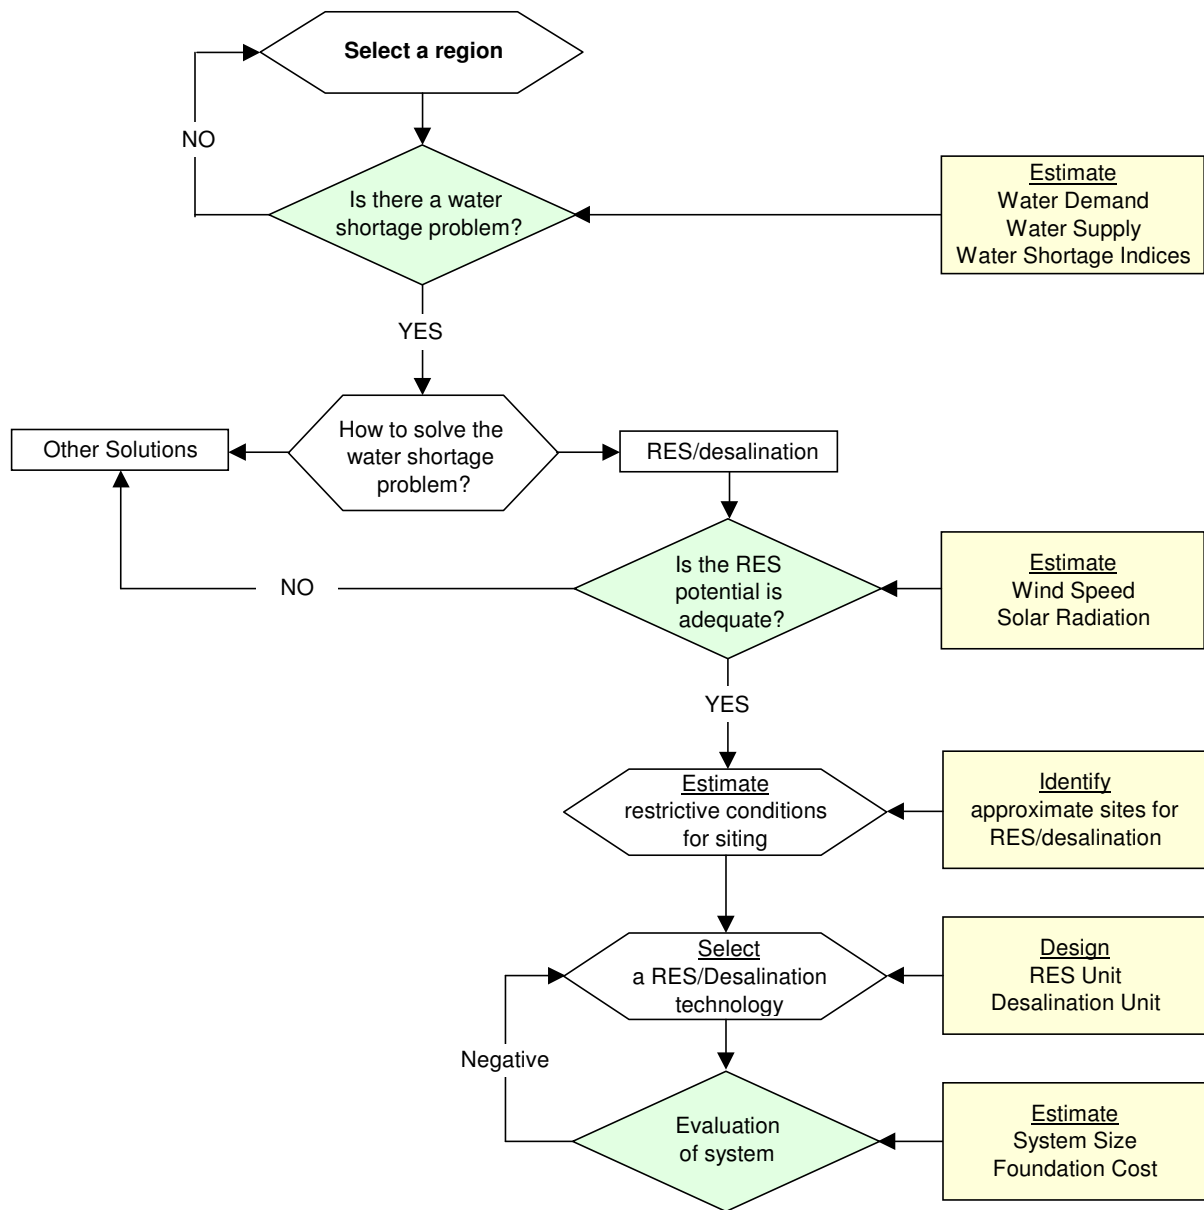 Select a region
NO
Is there a water
shortage problem?
Estimate
Water Demand
Water Supply
Water Shortage Indices
YES
Other Solutions
How to solve the
water shortage
problem?
RES/desalination
NO
Is the RES
potential is
adequate?
Estimate
Wind Speed
Solar Radiation
YES
Estimate
restrictive conditions
for siting
Identify
approximate sites for
RES/desalination
Select
a RES/Desalination
technology
Design
RES Unit
Desalination Unit
Negative
Evaluation
of system
Estimate
System Size
Foundation Cost